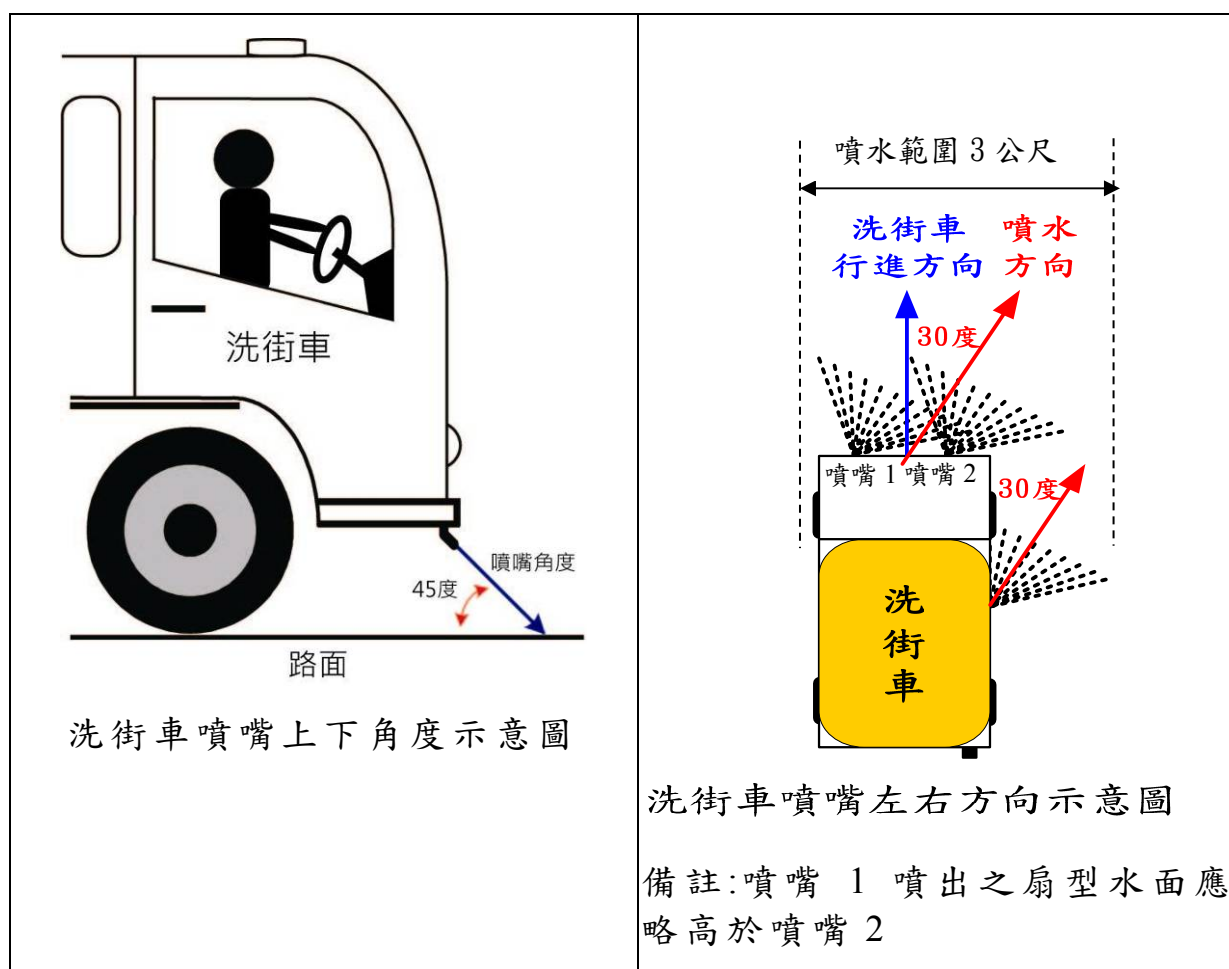 洗街車
噴嘴角度
45度
路面
洗街車噴嘴上下角度示意圖
噴水範圍3公尺
洗街車
行進方向
噴水
方向
30度
噴嘴1 噴嘴2
30度
洗
街
車
洗街車噴嘴左右方向示意圖
備註:噴嘴 1 噴出之扇型水面應
略高於噴嘴2